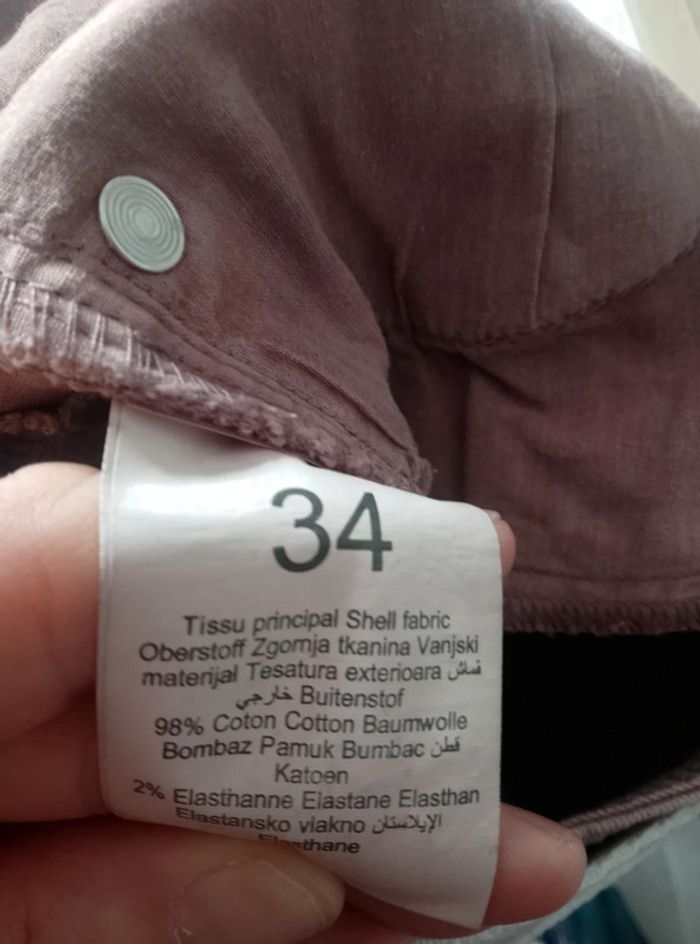 34
Tissu principal Shell fabric
Oberstoff Zgornja tkanina Vanjski
materijal Tesatura exterioara قماش
خارجي Buitenstof
98% Coton Cotton Baumwolle
Bombaz Pamuk Bumbac قطن
Katoen
2% Elasthanne Elastane Elasthan
Elastansko vlakno الإيلاستان
Elasthane